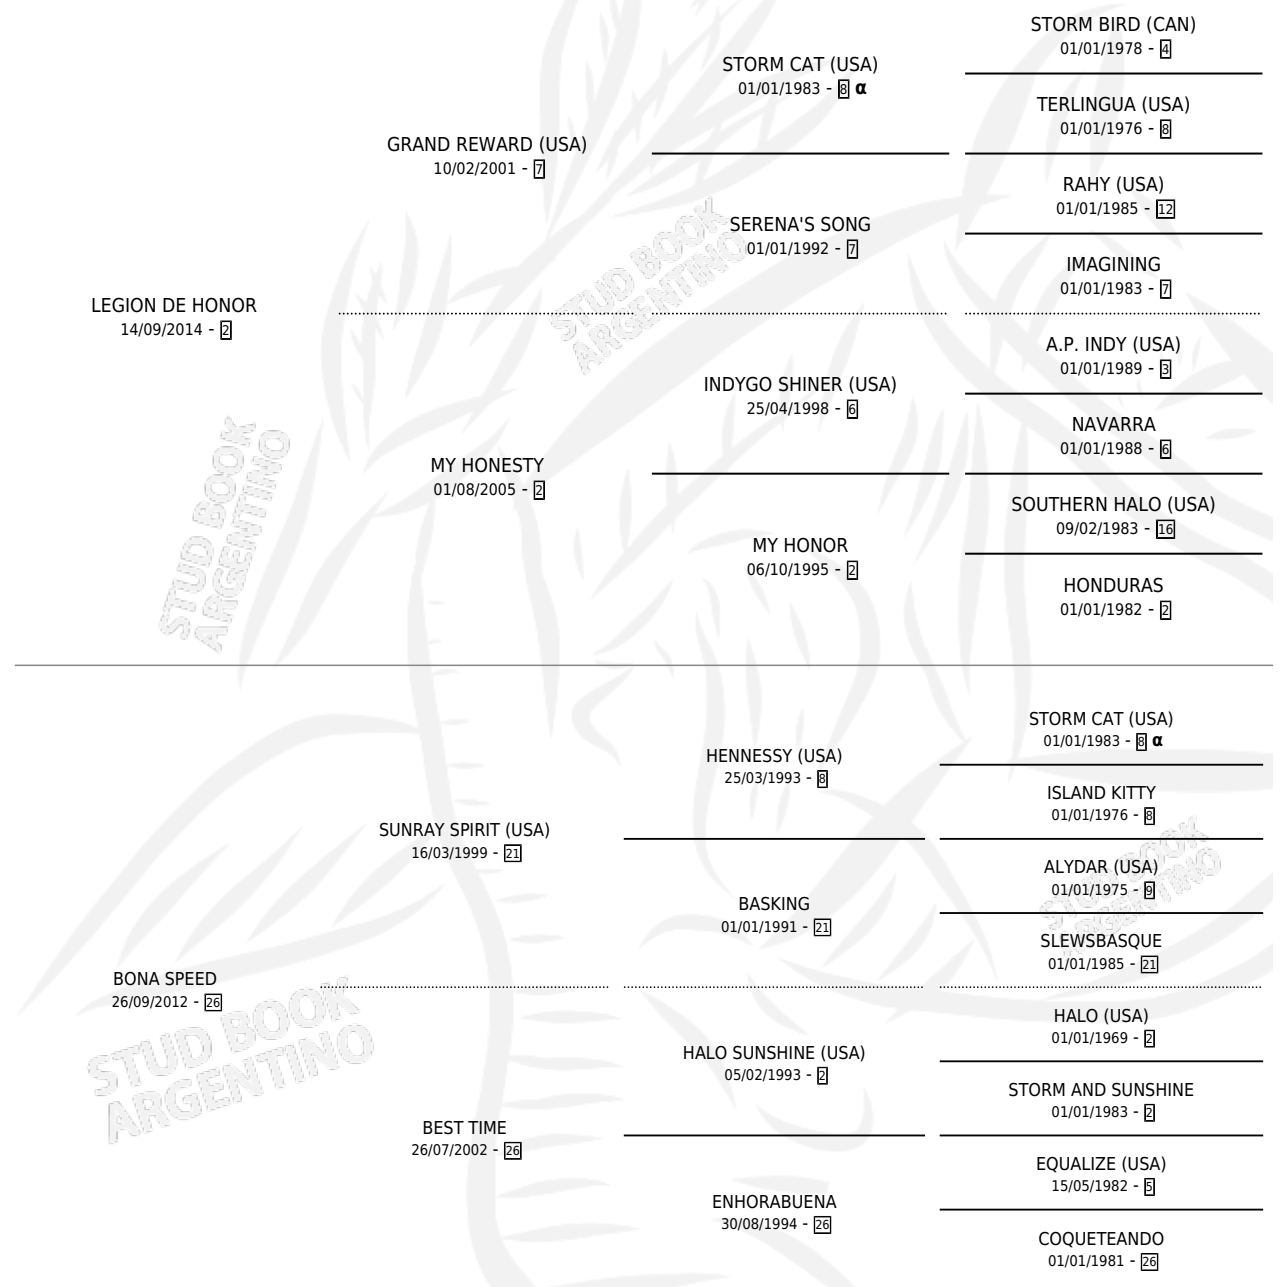 STORM BIRD (CAN)
01/01/1978 - 4
STORM CAT (USA)
01/01/1983 - 8 α
TERLINGUA (USA)
01/01/1976 - 8
GRAND REWARD (USA)
10/02/2001 - 7
RAHY (USA)
01/01/1985 - 12
SERENA'S SONG
01/01/1992 - 7
IMAGINING
01/01/1983 - 7
LEGION DE HONOR
14/09/2014 - 2
A.P. INDY (USA)
01/01/1989 - 3
INDYGO SHINER (USA)
25/04/1998 - 6
NAVARRA
01/01/1988 - 6
MY HONESTY
01/08/2005 - 2
SOUTHERN HALO (USA)
09/02/1983 - 16
MY HONOR
06/10/1995 - 2
HONDURAS
01/01/1982 - 2
STUD BOOK
ARGENTINO
STUD BOOK
ARGENTINO
STORM CAT (USA)
01/01/1983 - 8 α
HENNESSY (USA)
25/03/1993 - 8
ISLAND KITTY
01/01/1976 - 8
SUNRAY SPIRIT (USA)
16/03/1999 - 21
ALYDAR (USA)
01/01/1975 - 9
BASKING
01/01/1991 - 21
SLEWSBASQUE
01/01/1985 - 21
BONA SPEED
26/09/2012 - 26
HALO (USA)
01/01/1969 - 2
HALO SUNSHINE (USA)
05/02/1993 - 2
STORM AND SUNSHINE
01/01/1983 - 2
BEST TIME
26/07/2002 - 26
EQUALIZE (USA)
15/05/1982 - 5
ENHORABUENA
30/08/1994 - 26
COQUETEANDO
01/01/1981 - 26
STUD BOOK
ARGENTINO
STUD BOOK
ARGENTINO